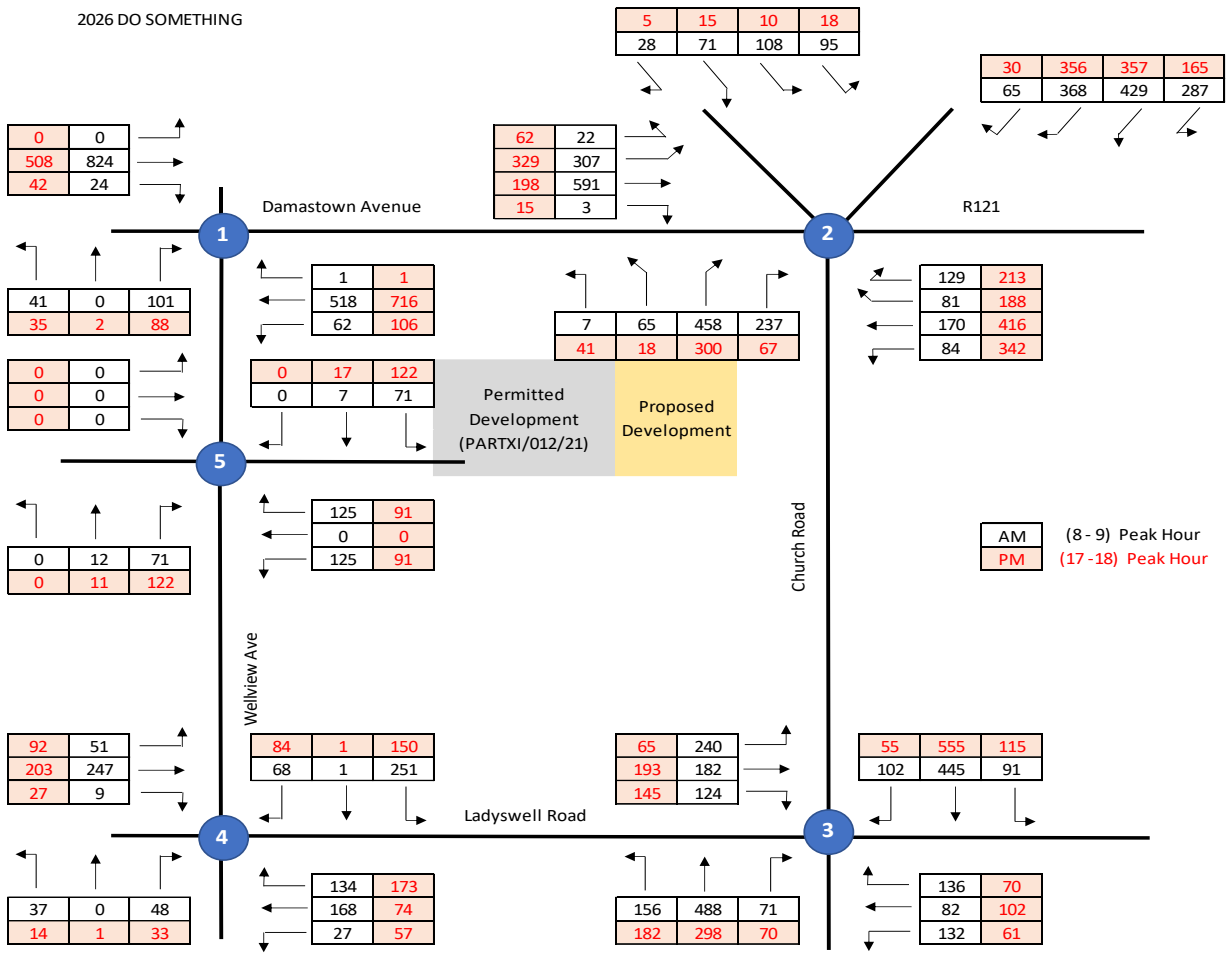 2026 DO SOMETHING
5 15 10 18
28 71 108 95
30 356 357 165
65 368 429 287
0 0
508 824
42 24
62 22
329 307
198 591
15 3
Damastown Avenue
R121
1
2
41 0 101
35 2 88
1 1
518 716
62 106
7 65 458 237
41 18 300 67
129 213
81 188
170 416
84 342
0 0
0 0
0 0
0 17 122
0 7 71
Permitted
Development
(PARTXI/012/21)
Proposed
Development
5
0 12 71
0 11 122
125 91
0 0
125 91
Church Road
AM (8 - 9) Peak Hour
PM (17 -18) Peak Hour
Wellview Ave
92 51
203 247
27 9
84 1 150
68 1 251
65 240
193 182
145 124
55 555 115
102 445 91
Ladyswell Road
4
3
37 0 48
14 1 33
134 173
168 74
27 57
156 488 71
182 298 70
136 70
82 102
132 61